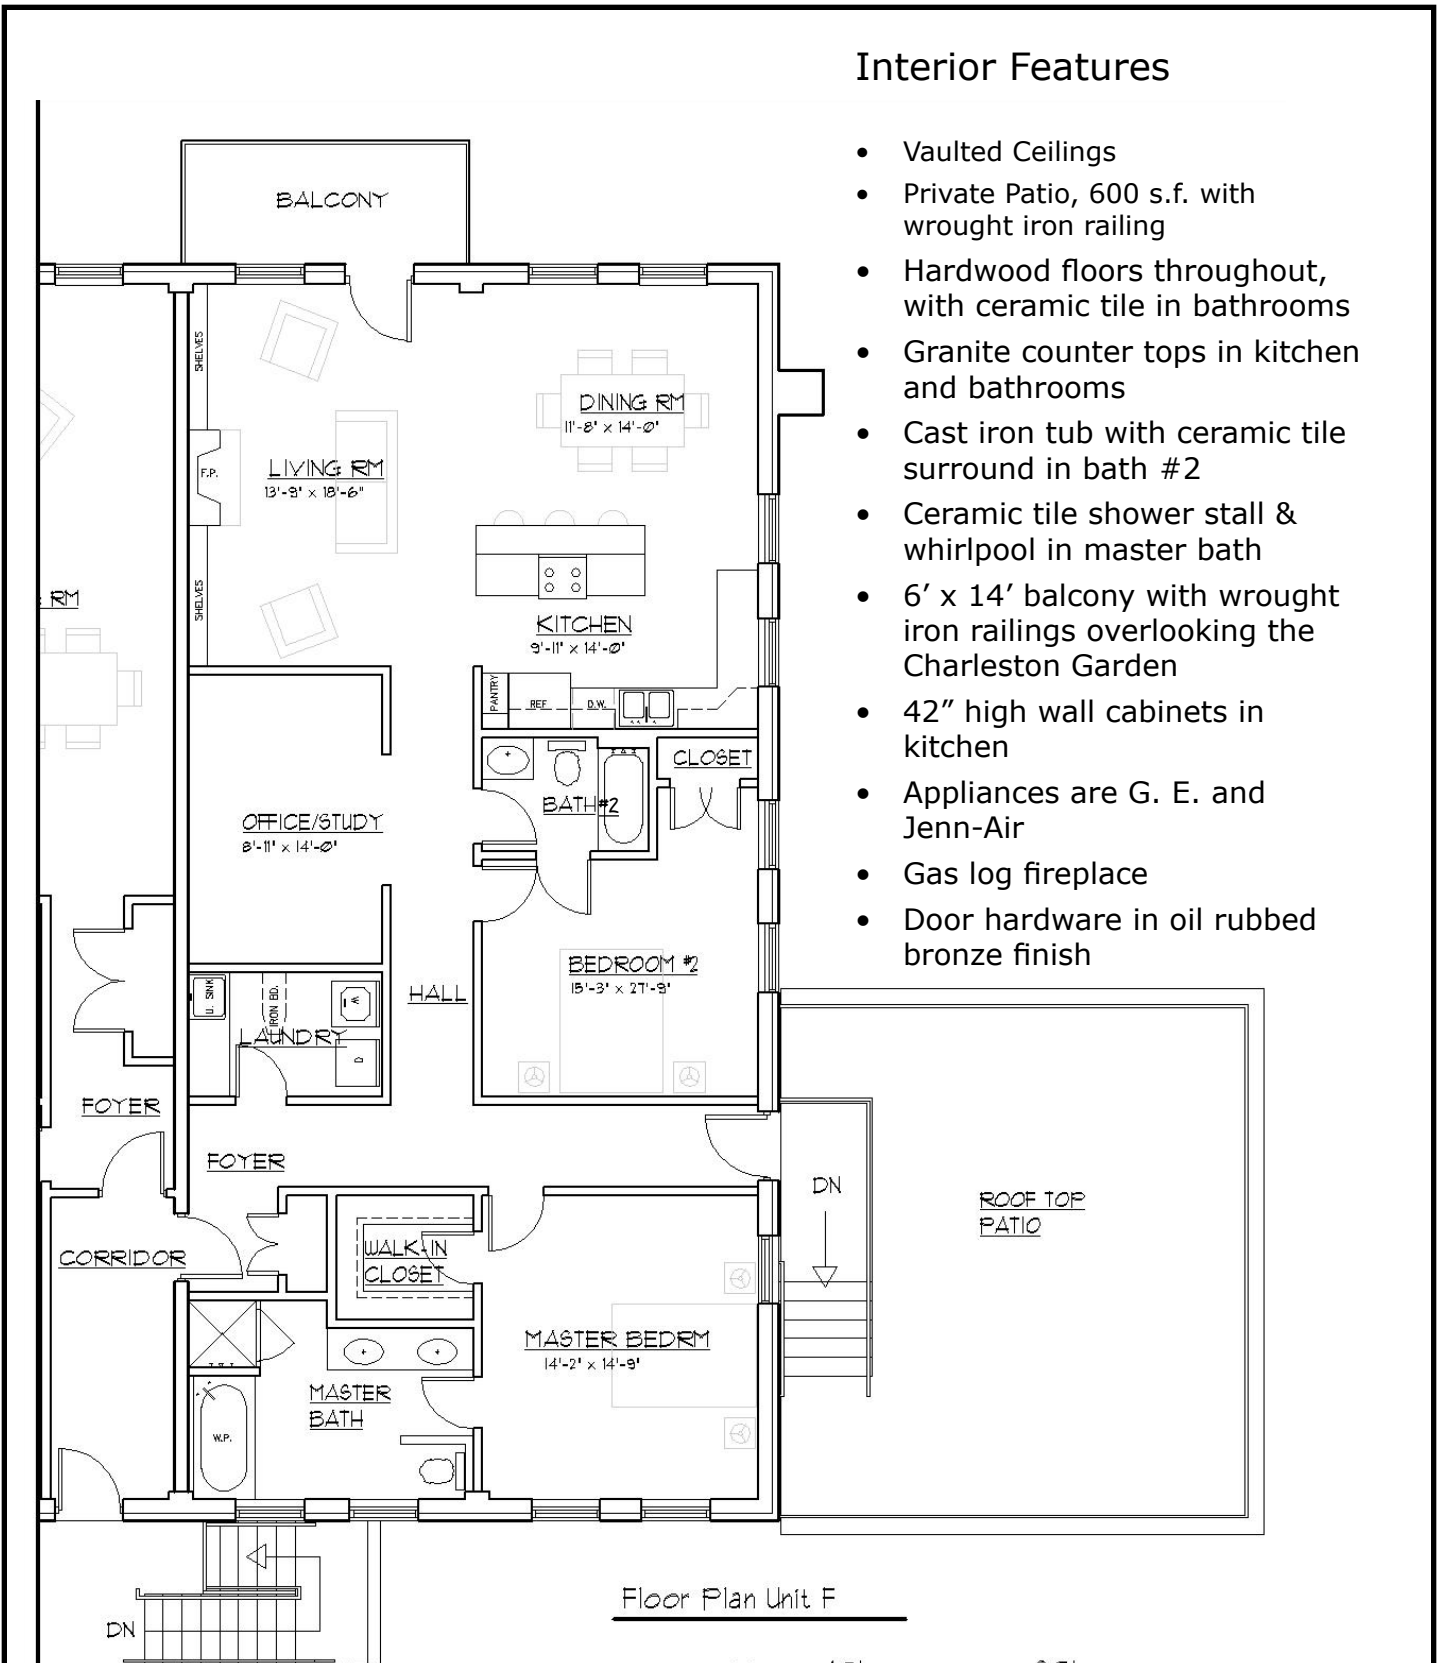 Interior Features
• Vaulted Ceilings
• Private Patio, 600 s.f. with
wrought iron railing
• Hardwood floors throughout,
with ceramic tile in bathrooms
• Granite counter tops in kitchen
and bathrooms
• Cast iron tub with ceramic tile
surround in bath #2
• Ceramic tile shower stall &
whirlpool in master bath
• 6’ x 14’ balcony with wrought
iron railings overlooking the
Charleston Garden
• 42” high wall cabinets in
kitchen
• Appliances are G. E. and
Jenn-Air
• Gas log fireplace
• Door hardware in oil rubbed
bronze finish
BALCONY
SHELVES
DINING RM
11'-8" x 14'-0"
F.P.
LIVING RM
13'-9" x 18'-6"
SHELVES
RM
KITCHEN
9'-11" x 14'-0"
PANTRY
REF
D.W.
CLOSET
BATH #2
OFFICE/STUDY
8'-11" x 14'-0"
BEDROOM #2
15'-3" x 27'-9"
U. SINK
IRON BD.
W
HALL
LAUNDRY
D
FOYER
FOYER
DN
ROOF TOP
PATIO
CORRIDOR
WALK-IN
CLOSET
MASTER BEDRM
14'-2" x 14'-9"
MASTER
BATH
W.P.
Floor Plan Unit F
DN